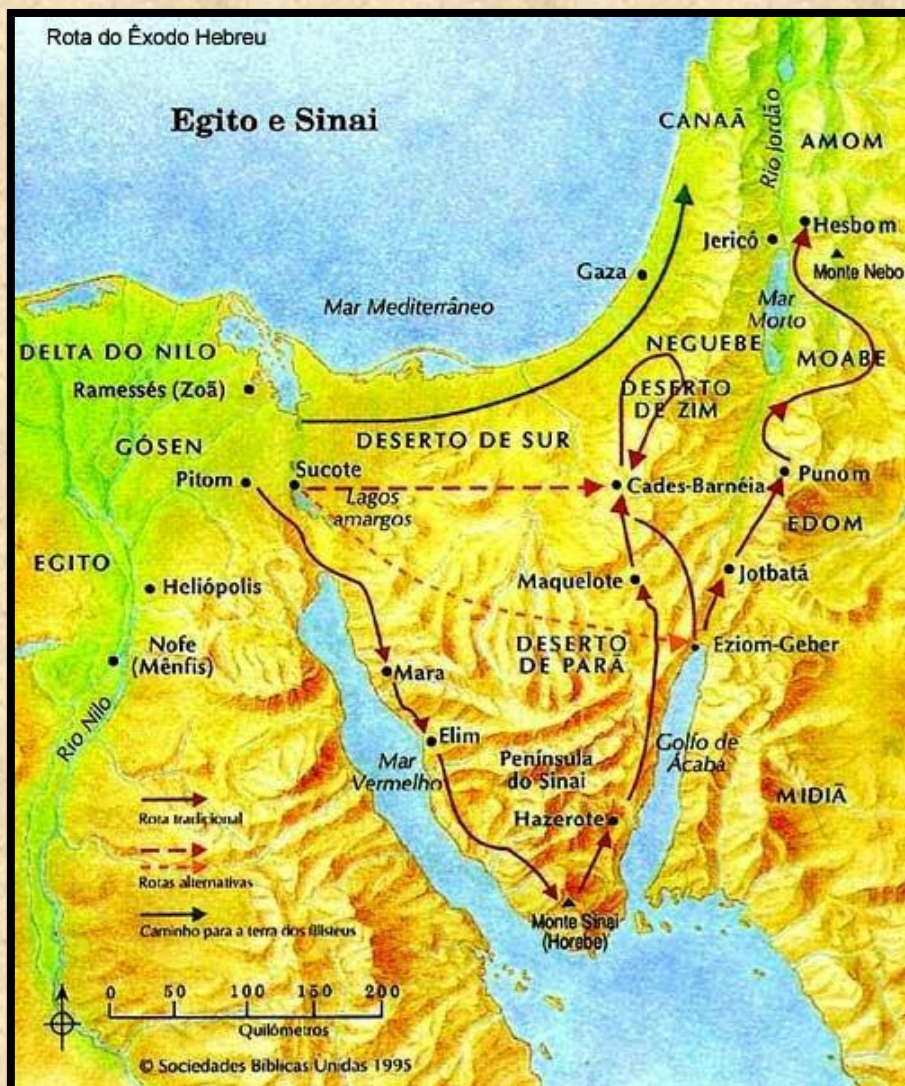 Rota do Êxodo Hebreu
Egito e Sinai
CANAÃ
Rio Jordão
AMOM
Jericó
Hesbom
Monte Nebo
Gaza
Mar Mediterrâneo
Mar
Morto
DELTA DO NILO
NEGUEBE
MOABE
Ramessés (Zoã)
DESERTO
DE ZIM
GÓSEN
DESERTO DE SUR
Pitom
Sucote
Cades-Barnéia
Punom
Lagos
amargos
EDOM
EGITO
Heliópolis
Maquelote
Jotbatá
Nofe
(Mênfis)
DESERTO
DE PARÃ
Eziom-Geber
Mara
Rio Nilo
Elim
Mar
Vermelho
Península
do Sinai
Golfo de
Ácaba
MIDIÃ
Hazerote
Rota tradicional
Rotas alternativas
Monte Sinai
(Horebe)
Caminho para a terra dos filisteus
0 50 100 150 200
Quilómetros
© Sociedades Bíblicas Unidas 1995